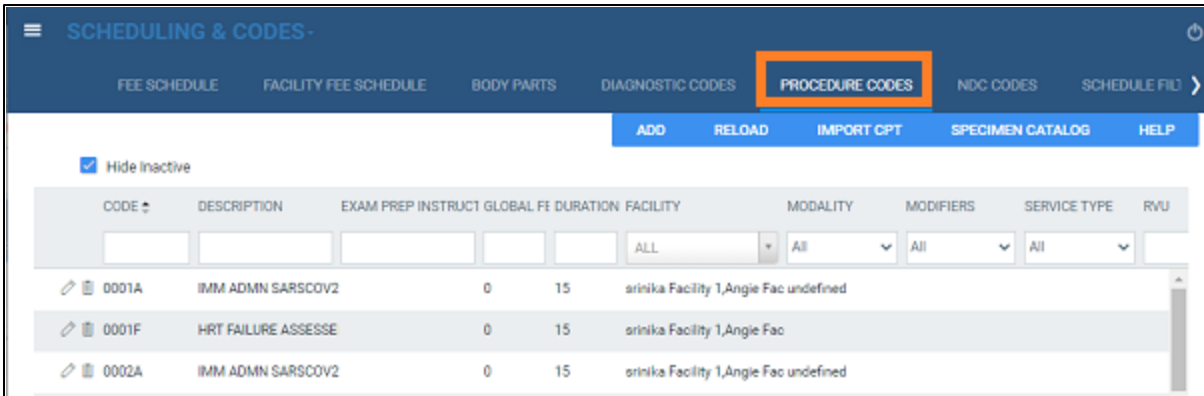 SCHEDULING & CODES-
FEE SCHEDULE FACILITY FEE SCHEDULE BODY PARTS DIAGNOSTIC CODES PROCEDURE CODES NDC CODES SCHEDULE FILT
ADD RELOAD IMPORT CPT SPECIMEN CATALOG HELP
Hide Inactive
CODE DESCRIPTION EXAM PREP INSTRUCT GLOBAL FE DURATION FACILITY MODALITY MODIFIERS SERVICE TYPE RVU
ALL All All All
0001A IMM ADMN SARSCOV2 0 15 srinika Facility 1,Angie Fac undefined
0001F HRT FAILURE ASSESSE 0 15 srinika Facility 1,Angie Fac
0002A IMM ADMN SARSCOV2 0 15 srinika Facility 1,Angie Fac undefined